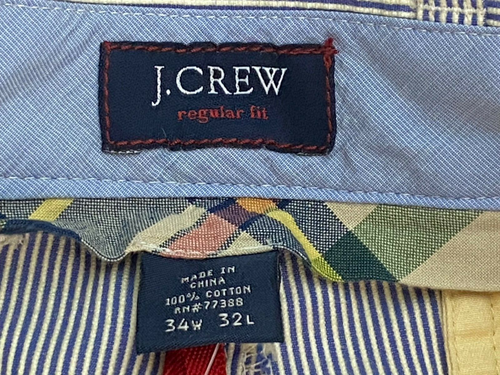 J.CREW
regular fit
MADE IN
CHINA
100% COTTON
RN#77388
34W 32L